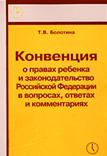 Т.В. Болотина
Конвенция
о правах ребенка и
законодательство
Российской Федерации
в вопросах, ответах
и комментариях